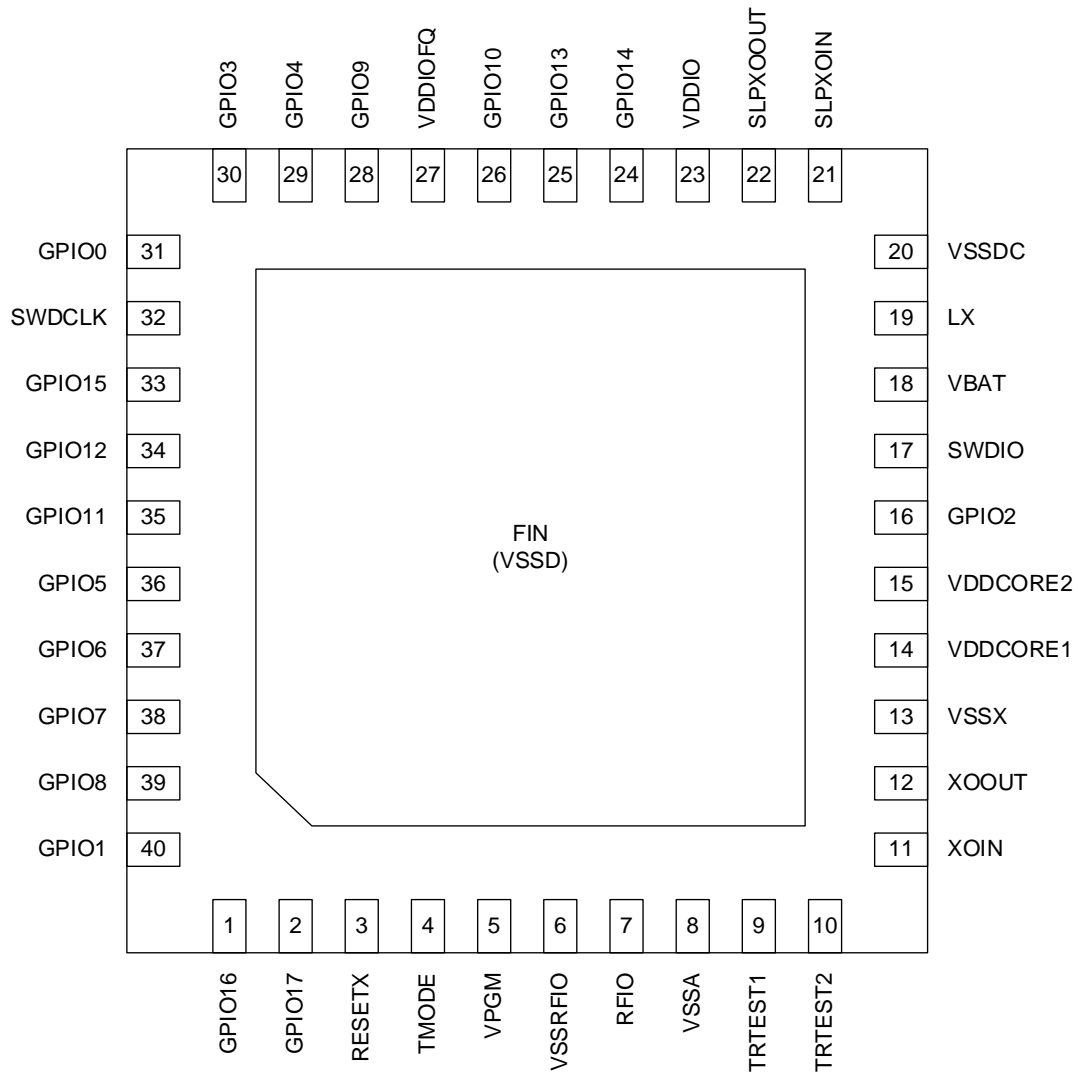 GPIO3
GPIO4
GPIO9
VDDIOFQ
GPIO10
GPIO13
GPIO14
VDDIO
SLPXOOUT
SLPXOIN
30
29
28
27
26
25
24
23
22
21
GPIO0 31
SWDCLK 32
GPIO15 33
GPIO12 34
GPIO11 35
GPIO5 36
GPIO6 37
GPIO7 38
GPIO8 39
GPIO1 40
FIN
(VSSD)
20 VSSDC
19 LX
18 VBAT
17 SWDIO
16 GPIO2
15 VDDCORE2
14 VDDCORE1
13 VSSX
12 XOOUT
11 XOIN
1
2
3
4
5
6
7
8
9
10
GPIO16
GPIO17
RESETX
TMODE
VPGM
VSSRFIO
RFIO
VSSA
TRTEST1
TRTEST2